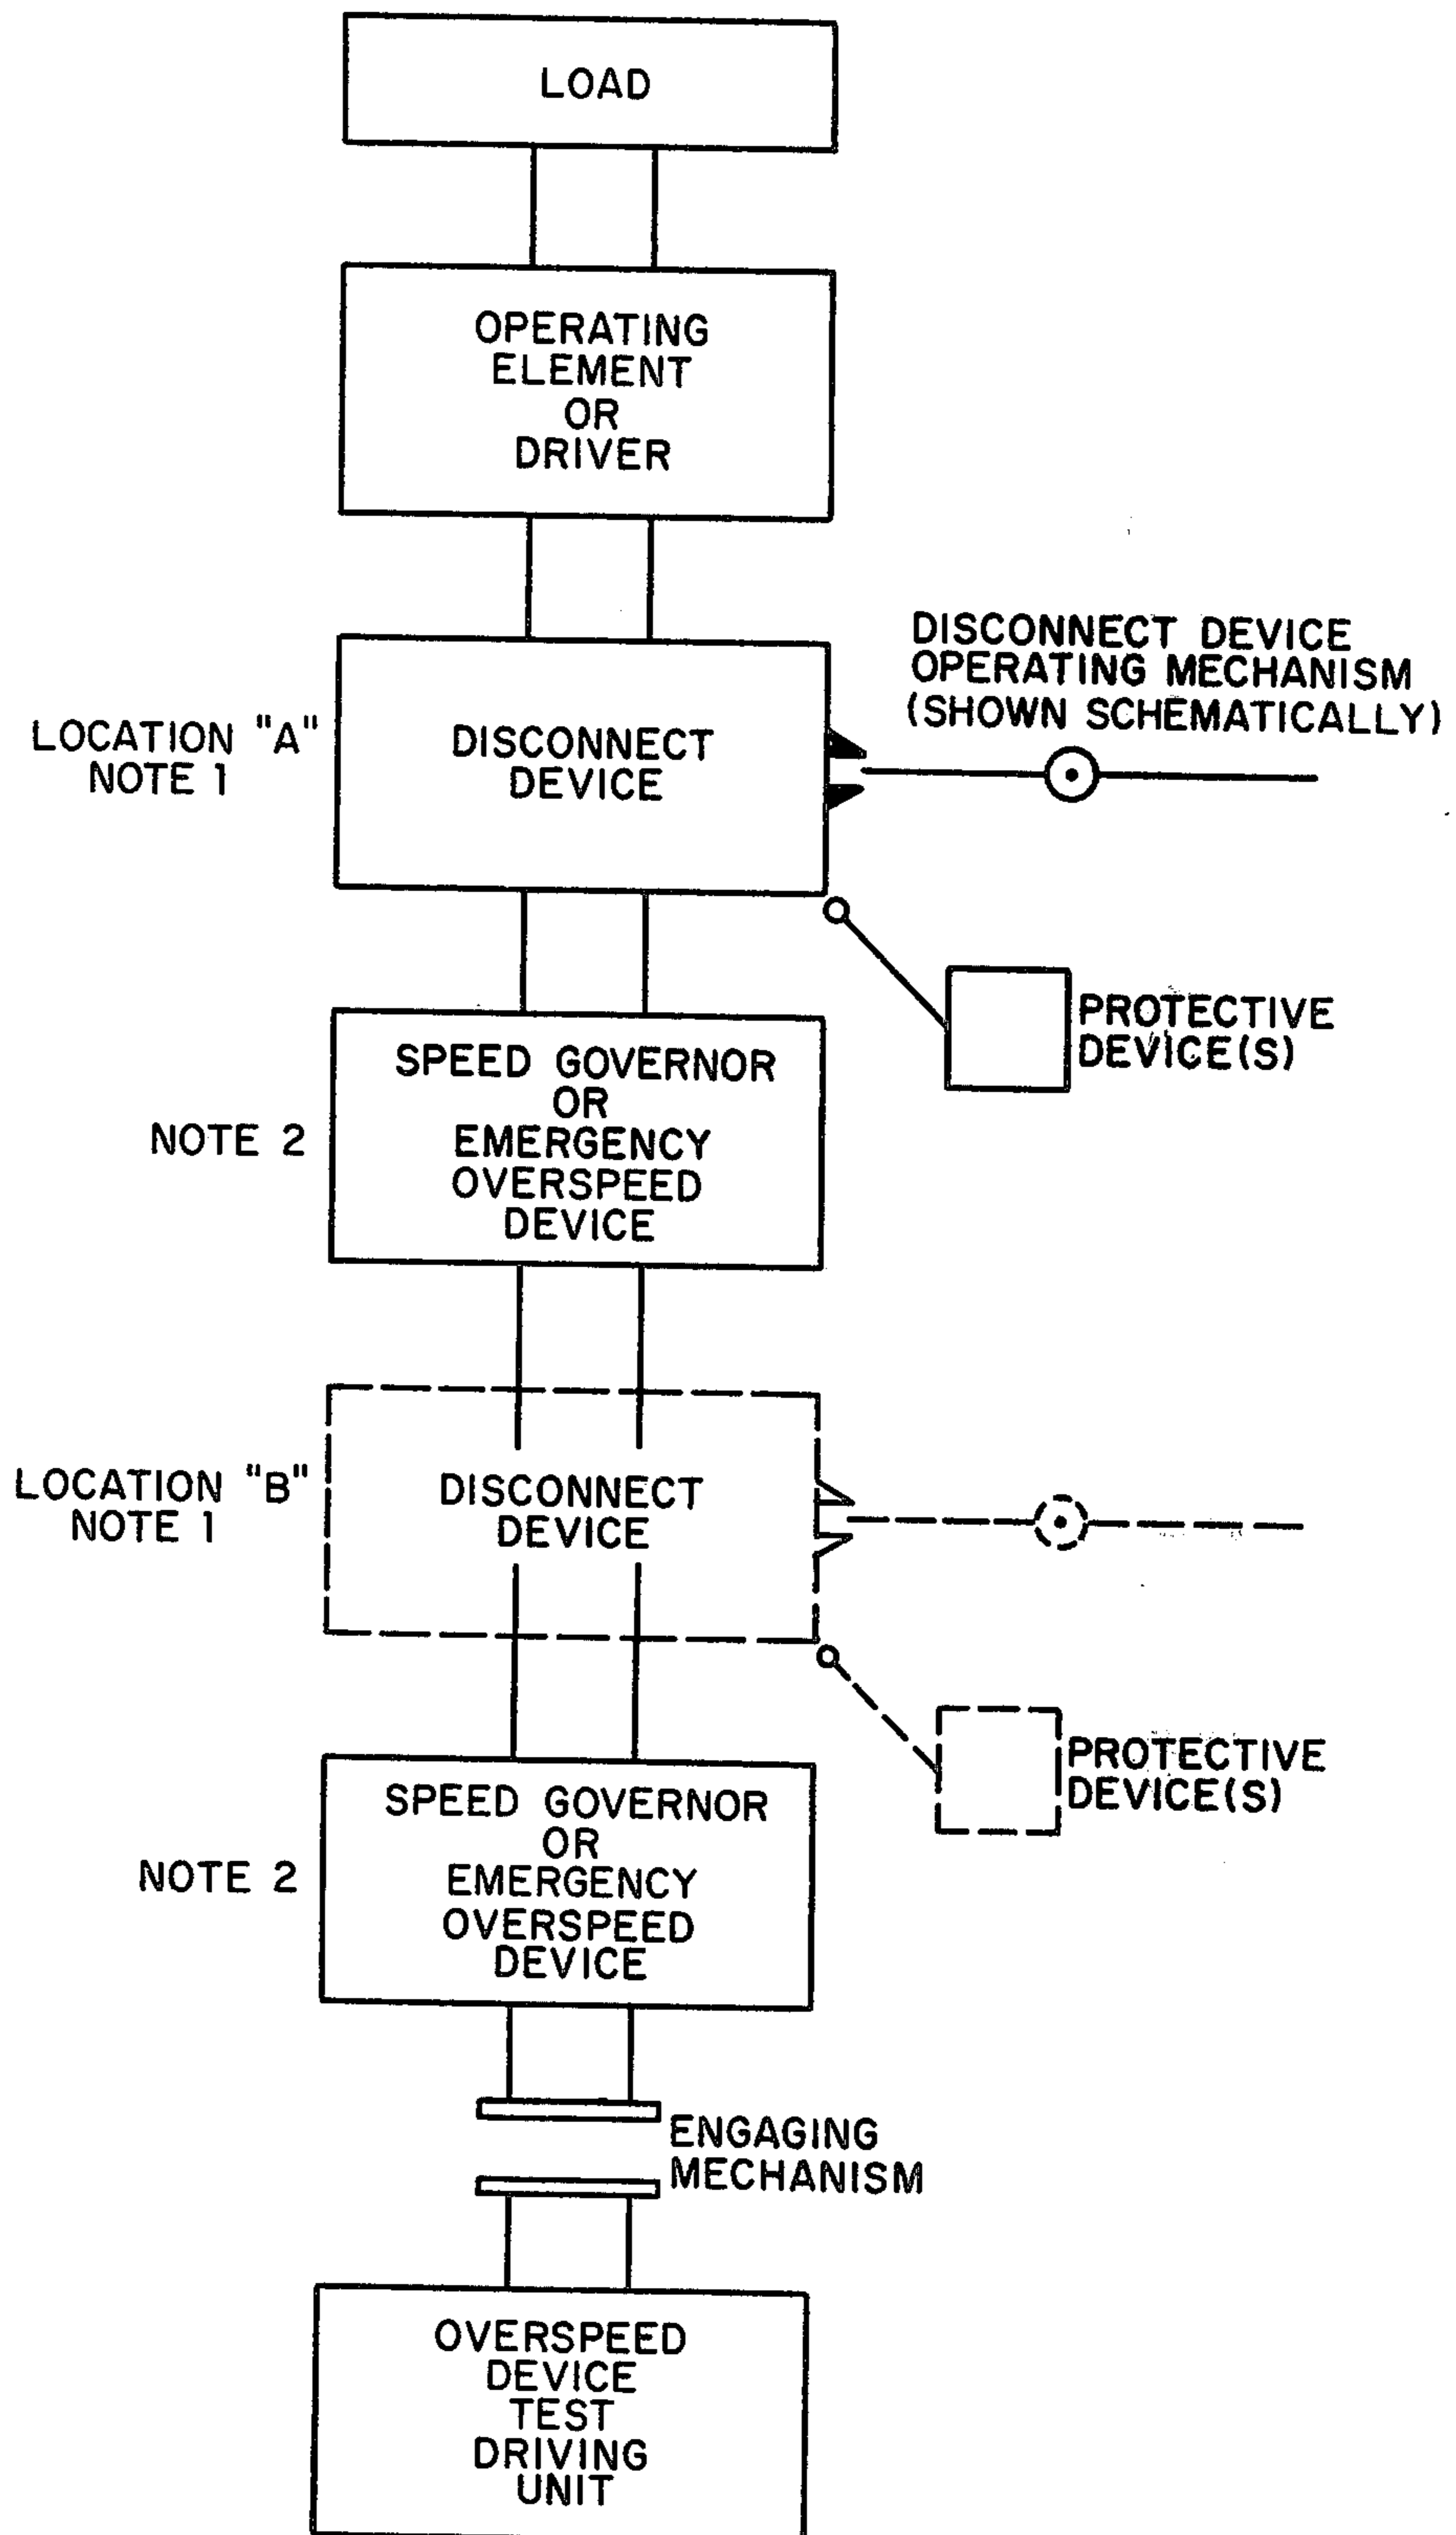 LOAD
OPERATING
ELEMENT
OR
DRIVER
DISCONNECT DEVICE
OPERATING MECHANISM
(SHOWN SCHEMATICALLY)
LOCATION "A"
NOTE 1
DISCONNECT
DEVICE
PROTECTIVE
DEVICE(S)
SPEED GOVERNOR
OR
EMERGENCY
OVERSPEED
DEVICE
NOTE 2
LOCATION "B"
NOTE 1
DISCONNECT
DEVICE
PROTECTIVE
DEVICE(S)
SPEED GOVERNOR
OR
EMERGENCY
OVERSPEED
DEVICE
NOTE 2
ENGAGING
MECHANISM
OVERSPEED
DEVICE
TEST
DRIVING
UNIT